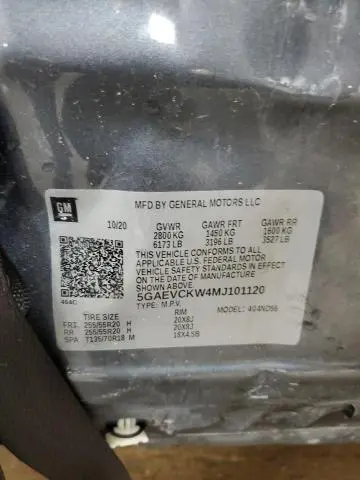 GM
MFD BY GENERAL MOTORS LLC
10/20 GVWR GAWR FRT GAWR RR
2800 KG 1450 KG 1600 KG
6173 LB 3196 LB 3527 LB
THIS VEHICLE CONFORMS TO ALL
APPLICABLE U.S. FEDERAL MOTOR
VEHICLE SAFETY STANDARDS IN EFFECT
ON THE DATE OF MANUFACTURE
SHOWN ABOVE.
464C 5GAEVCKW4MJ101120
TYPE: M.P.V. MODEL: 4G4ND56
TIRE SIZE RIM
FRT 255/55R20 H 20X8J
RR 255/55R20 H 20X8J
SPA T135/70R18 M 18X4.5B